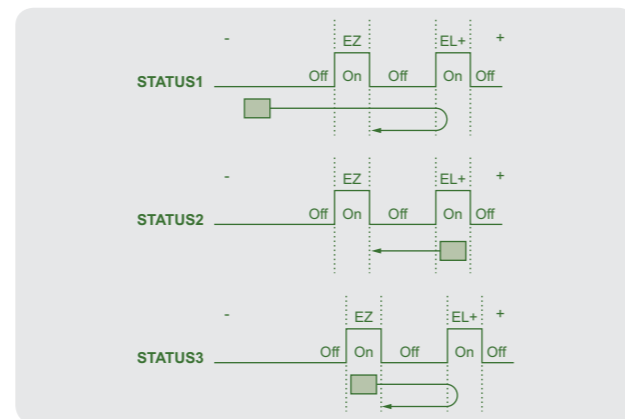 - EZ EL+ +
STATUS1 Off On Off On Off
- EZ EL+ +
STATUS2 Off On Off On Off
- EZ EL+ +
STATUS3 Off On Off On Off